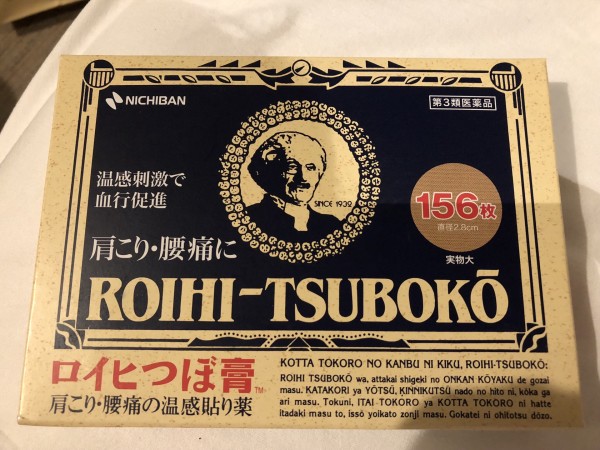 NICHIBAN
第3類医薬品
温感刺激で
血行促進
SINCE 1932
156枚
直径2.8cm
実物大
肩こり・腰痛に
ROIHI-TSUBOKŌ
ロイヒつぼ膏™
肩こり・腰痛の温感貼り薬
KOTTA TOKORO NO KANBU NI KIKU, ROIHI-TSUBOKŌ:
ROIHI TSUBOKŌ wa, attakai shigeki no ONKAN KŌYAKU de gozai
masu. KATAKORI ya YŌTSŪ, KINNIKUTSŪ nado no hito ni, kōka ga
ari masu. Tokuni, ITAI TOKORO ya KOTTA TOKORO ni hatte
itadaki masu to, issō yoikato zonji masu. Gokatei ni ohitotsu dōzo.